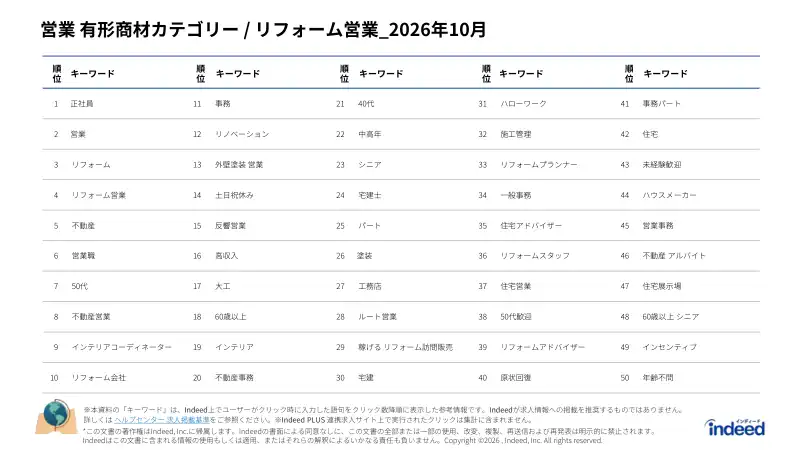 営業 有形商材カテゴリー / リフォーム営業_2026年10月
順位 キーワード 順位 キーワード 順位 キーワード 順位 キーワード 順位 キーワード
1 正社員 11 事務 21 40代 31 ハローワーク 41 事務パート
2 営業 12 リノベーション 22 中高年 32 施工管理 42 住宅
3 リフォーム 13 外壁塗装 営業 23 シニア 33 リフォームプランナー 43 未経験歓迎
4 リフォーム営業 14 土日祝休み 24 宅建士 34 一般事務 44 ハウスメーカー
5 不動産 15 反響営業 25 パート 35 住宅アドバイザー 45 営業事務
6 営業職 16 高収入 26 塗装 36 リフォームスタッフ 46 不動産 アルバイト
7 50代 17 大工 27 工務店 37 住宅営業 47 住宅展示場
8 不動産営業 18 60歳以上 28 ルート営業 38 50代歓迎 48 60歳以上 シニア
9 インテリアコーディネーター 19 インテリア 29 稼げる リフォーム訪問販売 39 リフォームアドバイザー 49 インセンティブ
10 リフォーム会社 20 不動産事務 30 宅建 40 原状回復 50 年齢不問
※本資料の「キーワード」は、Indeed上でユーザーがクリック時に入力した語句をクリック数降順に表示した参考情報です。Indeedが求人情報への掲載を推奨するものではありません。
詳しくは ヘルプセンター 求人掲載基準をご参照ください。※Indeed PLUS 連携求人サイト上で実行されたクリックは集計に含まれません。
*この文書の著作権はIndeed, Inc.に帰属します。Indeedの書面による同意なしに、この文書の全部または一部の使用、改変、複製、再送信および再発表は明示的に禁止されます。
Indeedはこの文書に含まれる情報の使用もしくは適用、またはそれらの解釈によるいかなる責任も負いません。Copyright ©2026 , Indeed, Inc. All rights reserved.
インディード
indeed